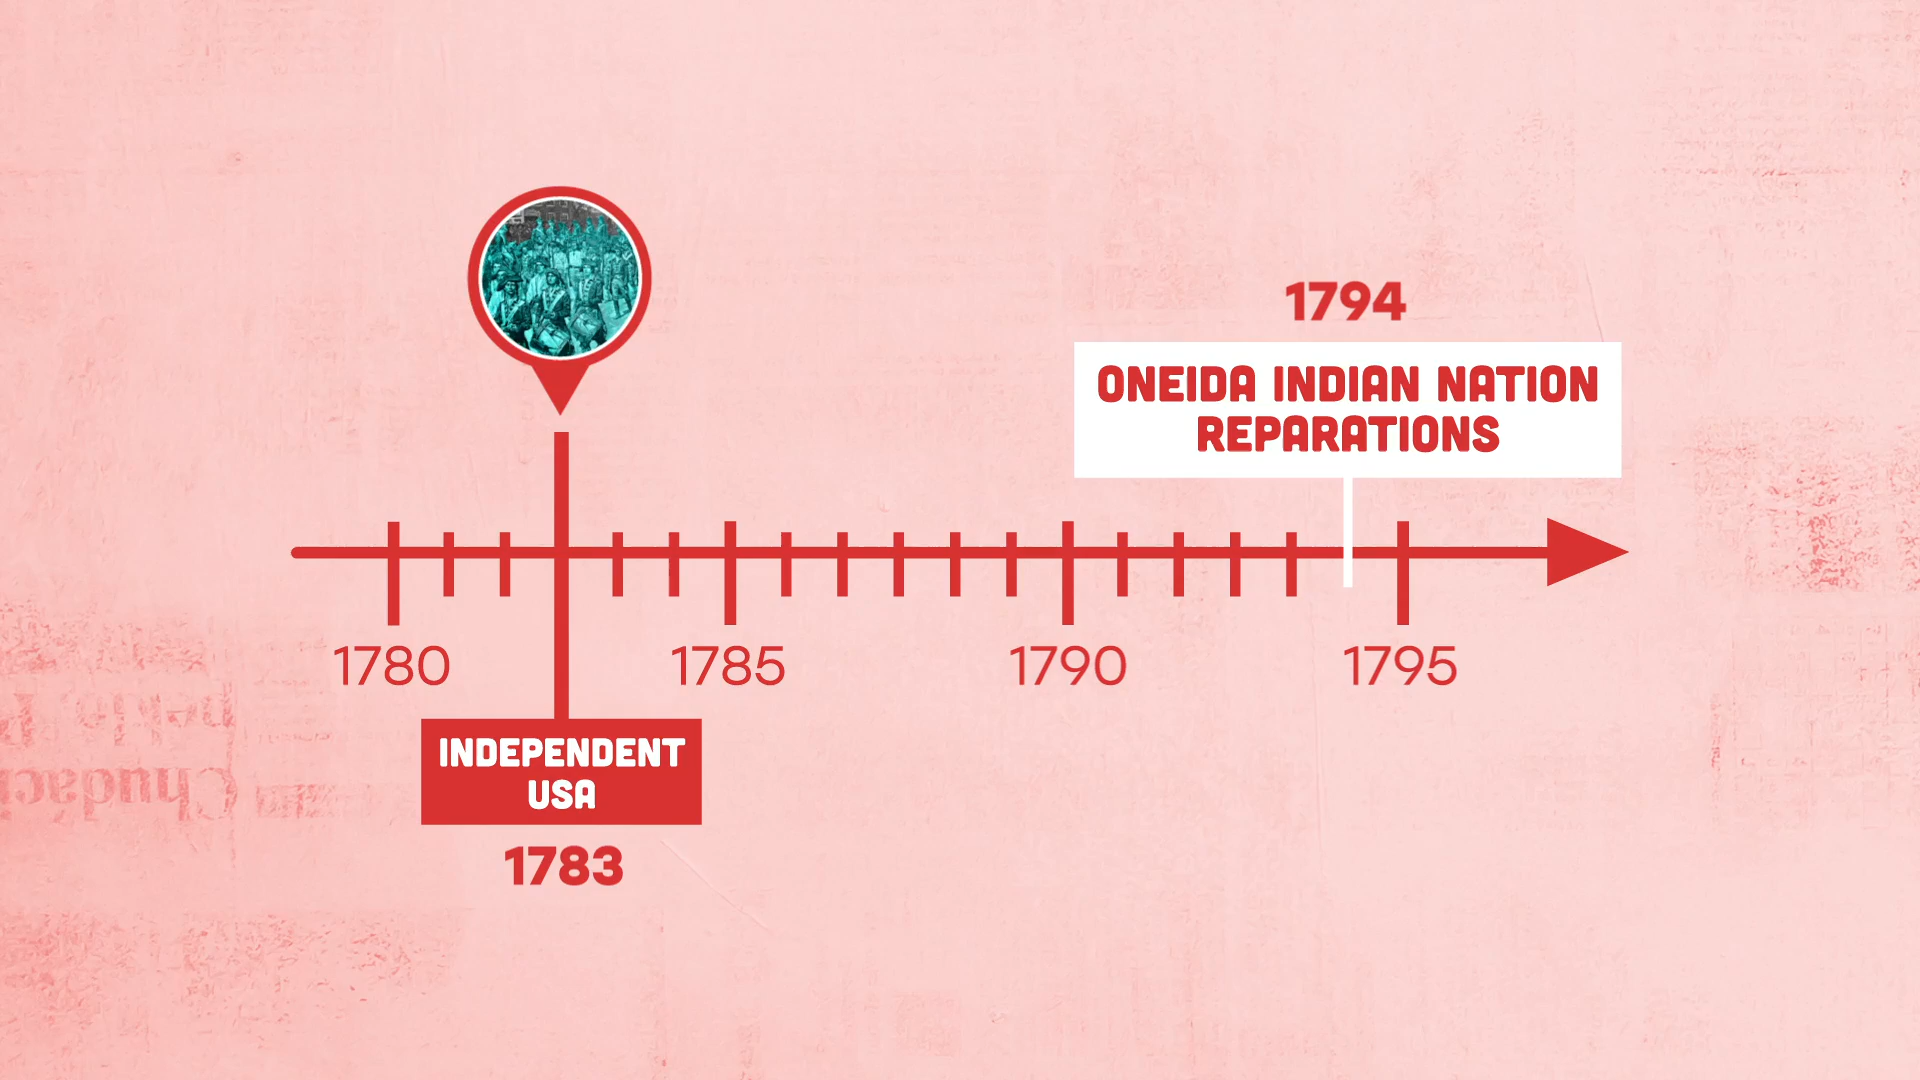 1794
ONEIDA INDIAN NATION
REPARATIONS
1780
1785
1790
1795
INDEPENDENT
USA
1783